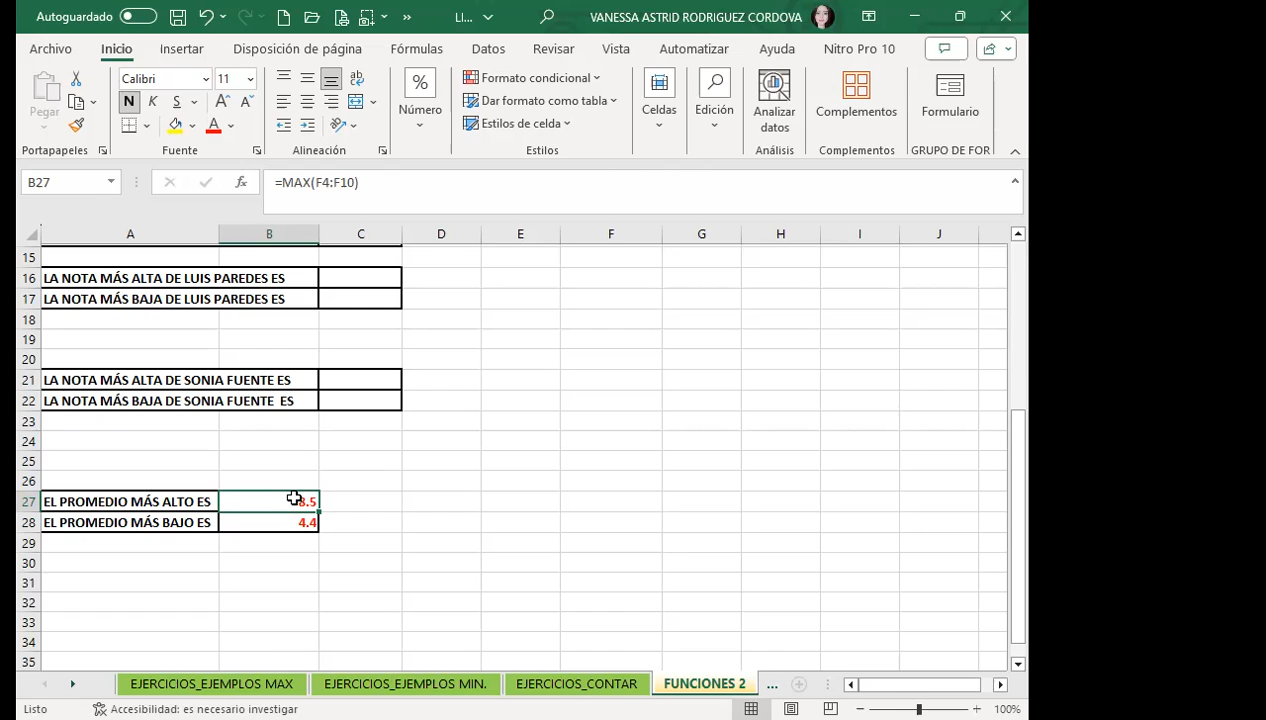 Autoguardado
LI...
VANESSA ASTRID RODRIGUEZ CORDOVA
Archivo Inicio Insertar Disposición de página Fórmulas Datos Revisar Vista Automatizar Ayuda Nitro Pro 10
Pegar
Portapapeles
Calibri 11
N K S
Fuente
Alineación
Número
Formato condicional
Dar formato como tabla
Estilos de celda
Estilos
Celdas
Edición
Analizar datos
Análisis
Complementos
Complementos
Formulario
GRUPO DE FOR
B27 fx =MAX(F4:F10)
A B C D E F G H I J
15
16 LA NOTA MÁS ALTA DE LUIS PAREDES ES
17 LA NOTA MÁS BAJA DE LUIS PAREDES ES
18
19
20
21 LA NOTA MÁS ALTA DE SONIA FUENTE ES
22 LA NOTA MÁS BAJA DE SONIA FUENTE ES
23
24
25
26
27 EL PROMEDIO MÁS ALTO ES 8.5
28 EL PROMEDIO MÁS BAJO ES 4.4
29
30
31
32
33
34
35
EJERCICIOS_EJEMPLOS MAX EJERCICIOS_EJEMPLOS MIN. EJERCICIOS_CONTAR FUNCIONES 2 ...
Listo Accesibilidad: es necesario investigar 100%